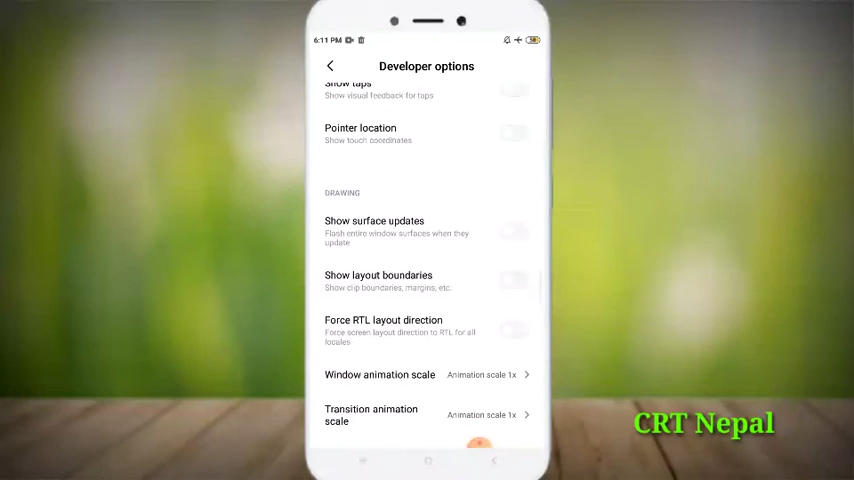 6:11 PM
58
Developer options
Show taps
Show visual feedback for taps
Pointer location
Show touch coordinates
DRAWING
Show surface updates
Flash entire window surfaces when they
update
Show layout boundaries
Show clip boundaries, margins, etc.
Force RTL layout direction
Force screen layout direction to RTL for all
locales
Window animation scale
Animation scale 1x
Transition animation
scale
Animation scale 1x
CRT Nepal